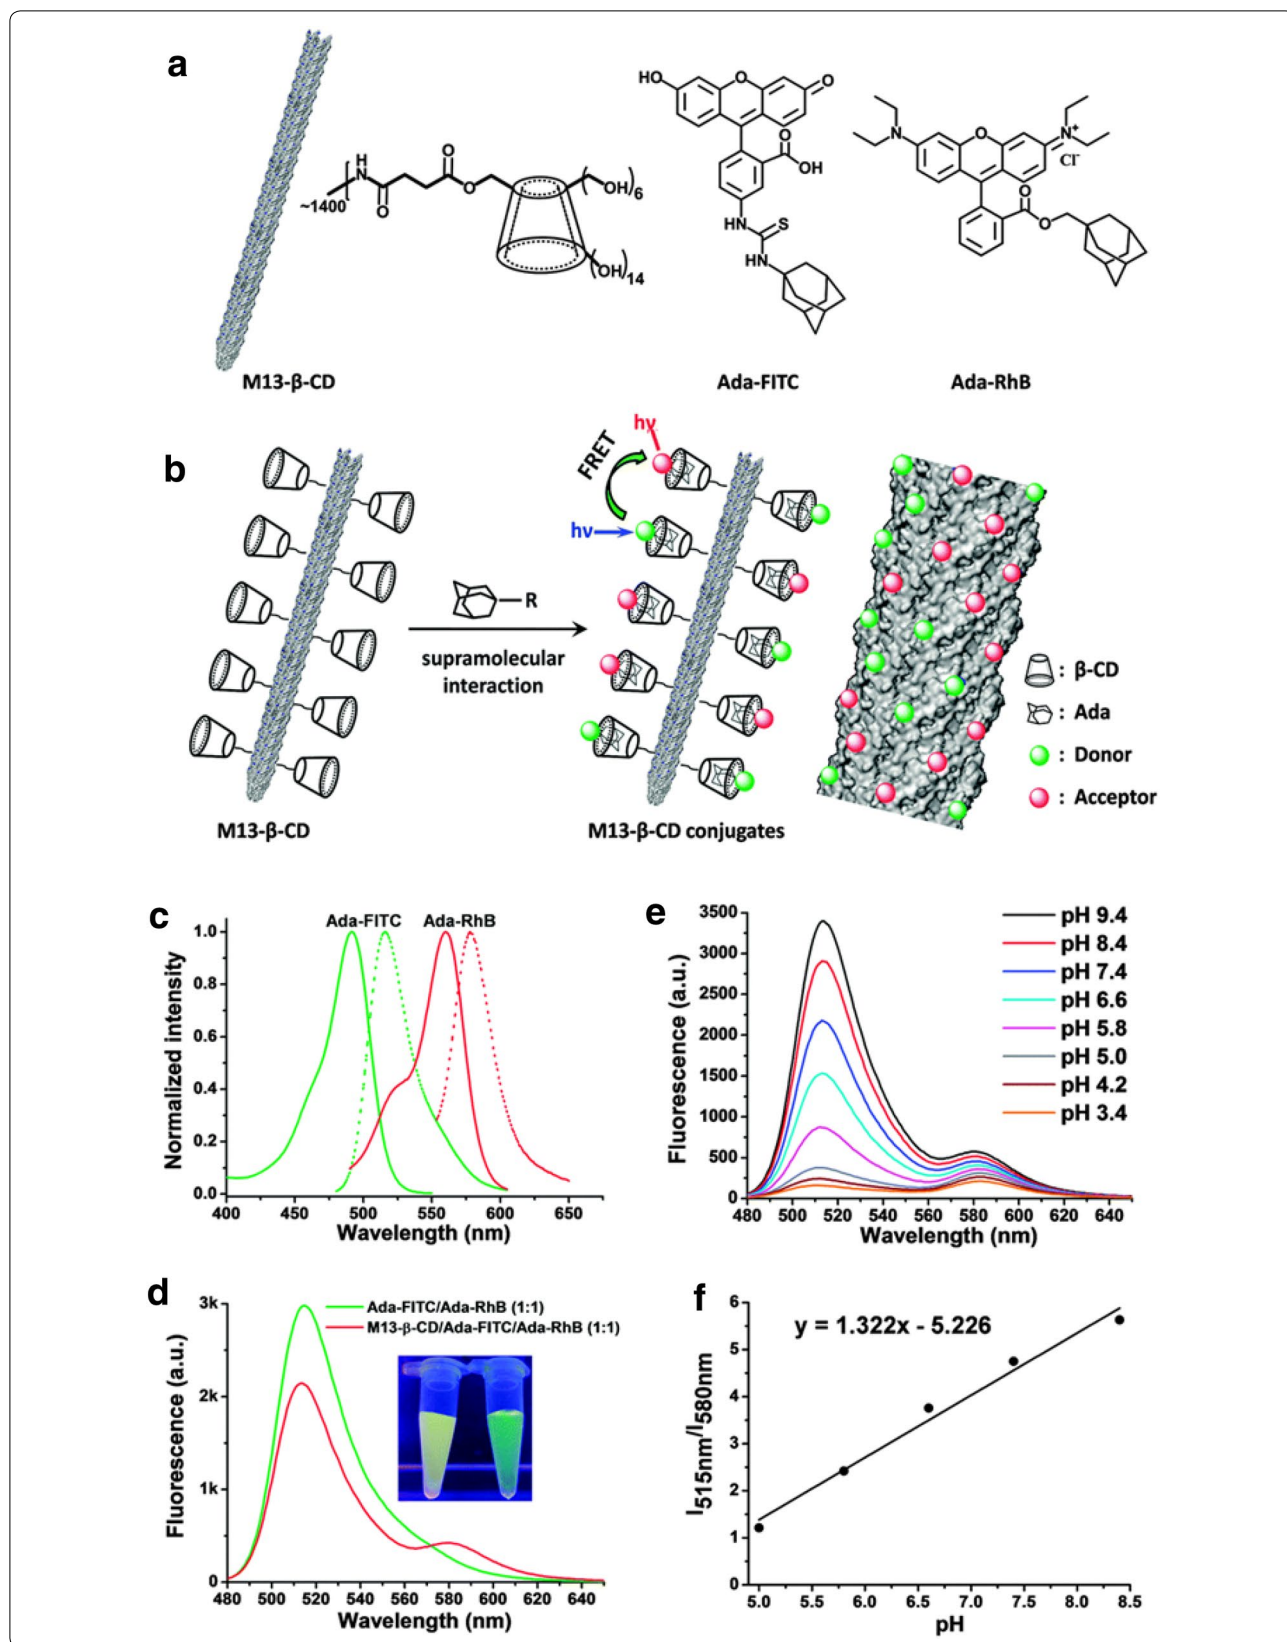 a
~1400
H
N
O
O
O
(OH)6
(OH)14
M13-β-CD
HO
O
O
O
OH
NH
S
HN
Ada-FITC
N
O
N+
Cl-
O
O
Ada-RhB
b
M13-β-CD
R
supramolecular
interaction
FRET
hν
hν
M13-β-CD conjugates
: β-CD
: Ada
: Donor
: Acceptor
c
Ada-FITC
Ada-RhB
Normalized intensity
1.0
0.8
0.6
0.4
0.2
0.0
400 450 500 550 600 650
Wavelength (nm)
e
Fluorescence (a.u.)
3500
3000
2500
2000
1500
1000
500
0
480 500 520 540 560 580 600 620 640
Wavelength (nm)
pH 9.4
pH 8.4
pH 7.4
pH 6.6
pH 5.8
pH 5.0
pH 4.2
pH 3.4
d
Fluorescence (a.u.)
3k
2k
1k
0
480 500 520 540 560 580 600 620 640
Wavelength (nm)
Ada-FITC/Ada-RhB (1:1)
M13-β-CD/Ada-FITC/Ada-RhB (1:1)
f
I515nm/I580nm
6
5
4
3
2
1
0
y = 1.322x - 5.226
5.0 5.5 6.0 6.5 7.0 7.5 8.0 8.5
pH